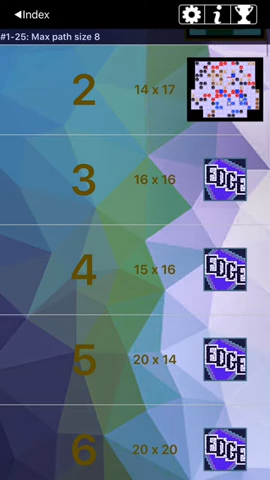 ◀Index
#1-25: Max path size 8
2
14 x 17
3
16 x 16
EDGE
4
15 x 16
EDGE
5
20 x 14
EDGE
6
20 x 20
EDGE